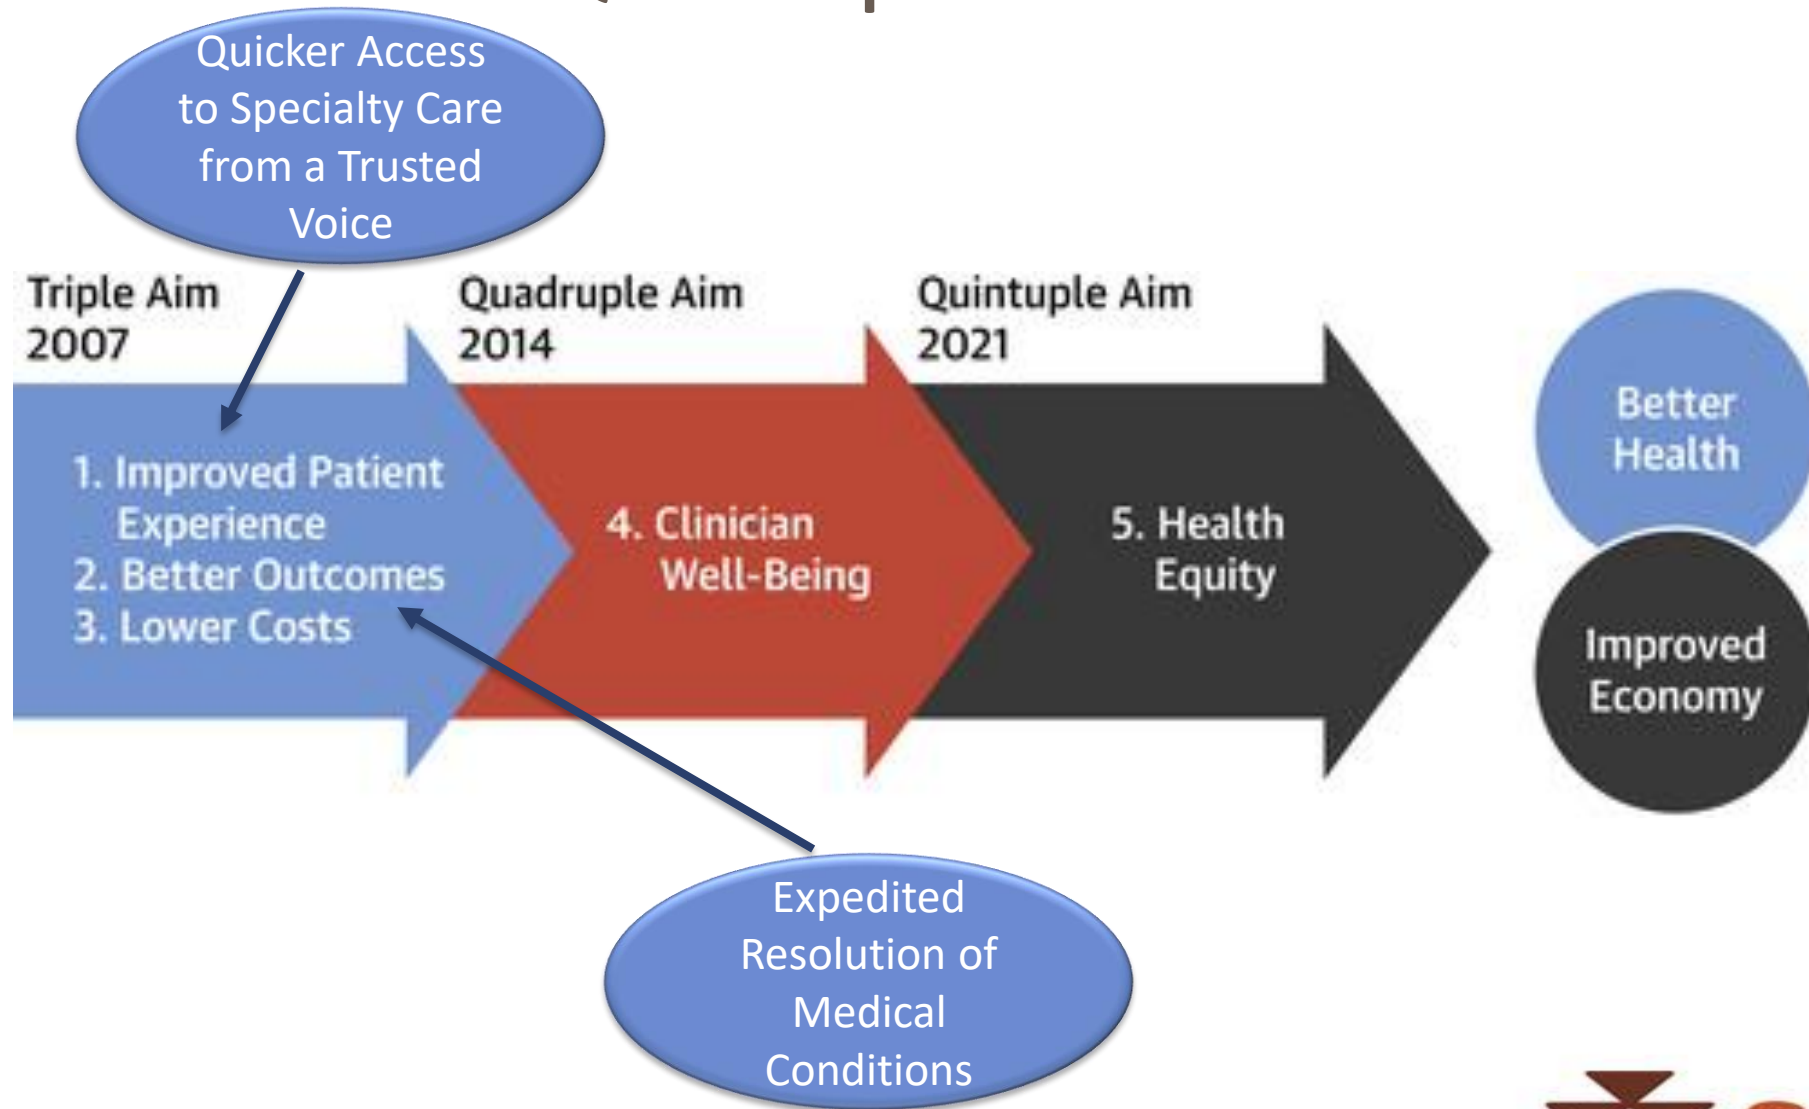 Quicker Access
to Specialty Care
from a Trusted
Voice
Triple Aim
2007
Quadruple Aim
2014
Quintuple Aim
2021
1. Improved Patient
Experience
2. Better Outcomes
3. Lower Costs
4. Clinician
Well-Being
5. Health
Equity
Better
Health
Improved
Economy
Expedited
Resolution of
Medical
Conditions